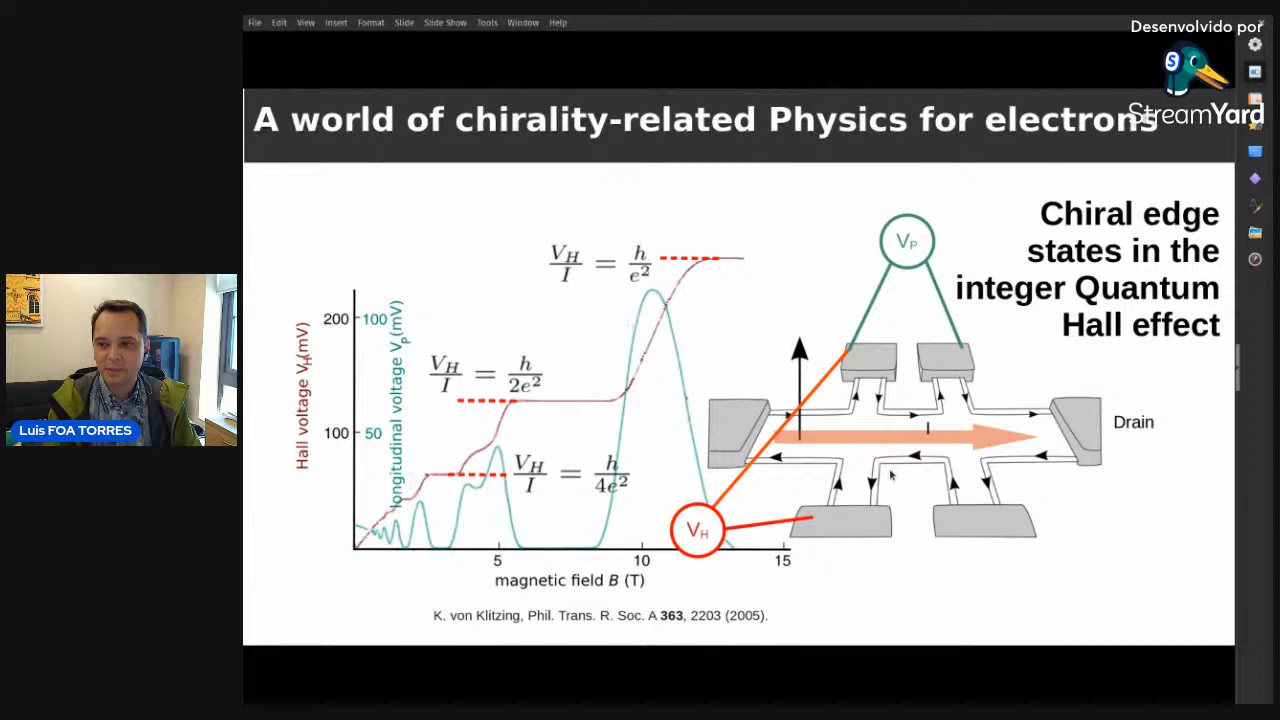 File Edit View Insert Format Slide Slide Show Tools Window Help
Desenvolvido por
S
StreamYard
A world of chirality-related Physics for electrons
Chiral edge
states in the
integer Quantum
Hall effect
V_P
V_H/I = h/e²
V_H/I = h/2e²
V_H/I = h/4e²
Hall voltage V_H(mV)
longitudinal voltage V_P(mV)
200
100
100
50
5
10
15
magnetic field B (T)
I
Drain
V_H
K. von Klitzing, Phil. Trans. R. Soc. A 363, 2203 (2005).
Luis FOA TORRES